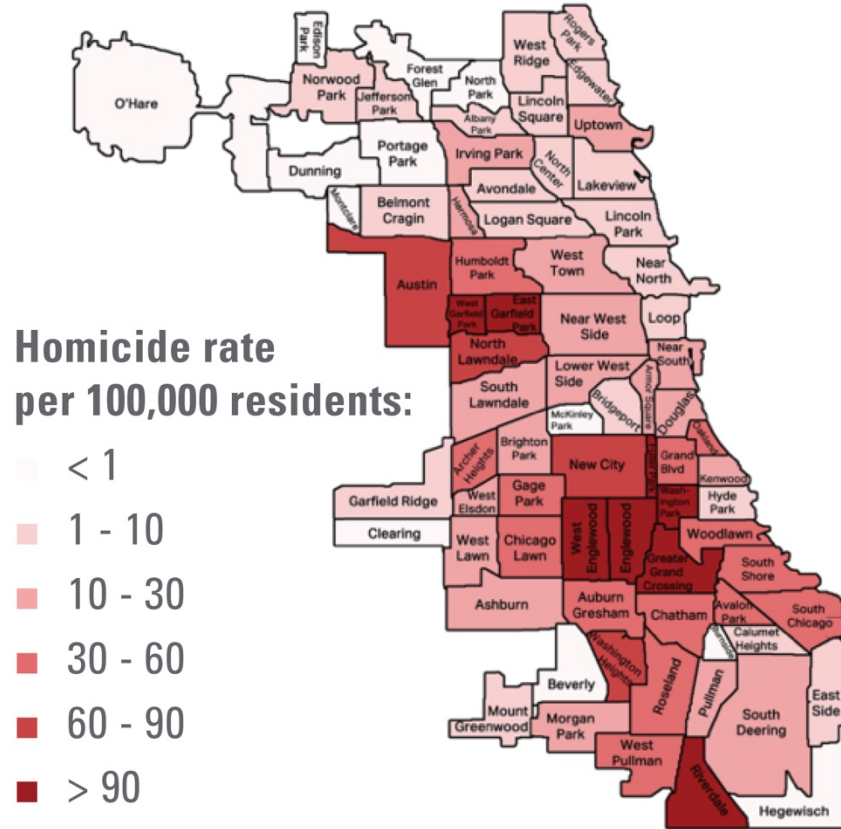 Edison
Park
Rogers
Park
West
Ridge
Forest
Glen
North
Park
Edgewater
O'Hare
Norwood
Park
Jefferson
Park
Lincoln
Square
Albany
Park
Uptown
Portage
Park
Irving Park
North
Center
Dunning
Avondale
Lakeview
Montclare
Belmont
Cragin
Hermosa
Logan Square
Lincoln
Park
Humboldt
Park
West
Town
Near
North
Austin
West
Garfield
Park
East
Garfield
Park
Near West
Side
Loop
North
Lawndale
Near
South
Homicide rate
per 100,000 residents:
< 1
1 - 10
10 - 30
30 - 60
60 - 90
> 90
Lower West
Side
Armor Square
South
Lawndale
McKinley
Park
Bridgeport
Douglas
Oakland
Archer
Heights
Brighton
Park
New City
Fuller Park
Grand
Blvd
Kenwood
Garfield Ridge
West
Elsdon
Gage
Park
Wash-
ington
Park
Hyde
Park
Clearing
West
Lawn
Chicago
Lawn
West
Englewood
Englewood
Woodlawn
Greater
Grand
Crossing
South
Shore
Ashburn
Auburn
Gresham
Chatham
Avalon
Park
South
Chicago
Burnside
Calumet
Heights
Washington
Heights
Beverly
Roseland
Pullman
East
Side
Mount
Greenwood
Morgan
Park
South
Deering
West
Pullman
Riverdale
Hegewisch